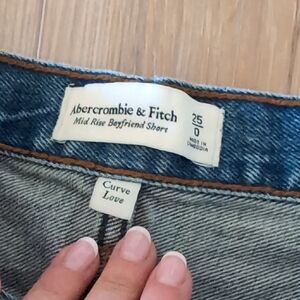 Abercrombie & Fitch
Mid Rise Boyfriend Short
25
0
MADE IN
CAMBODIA
Curve
Love